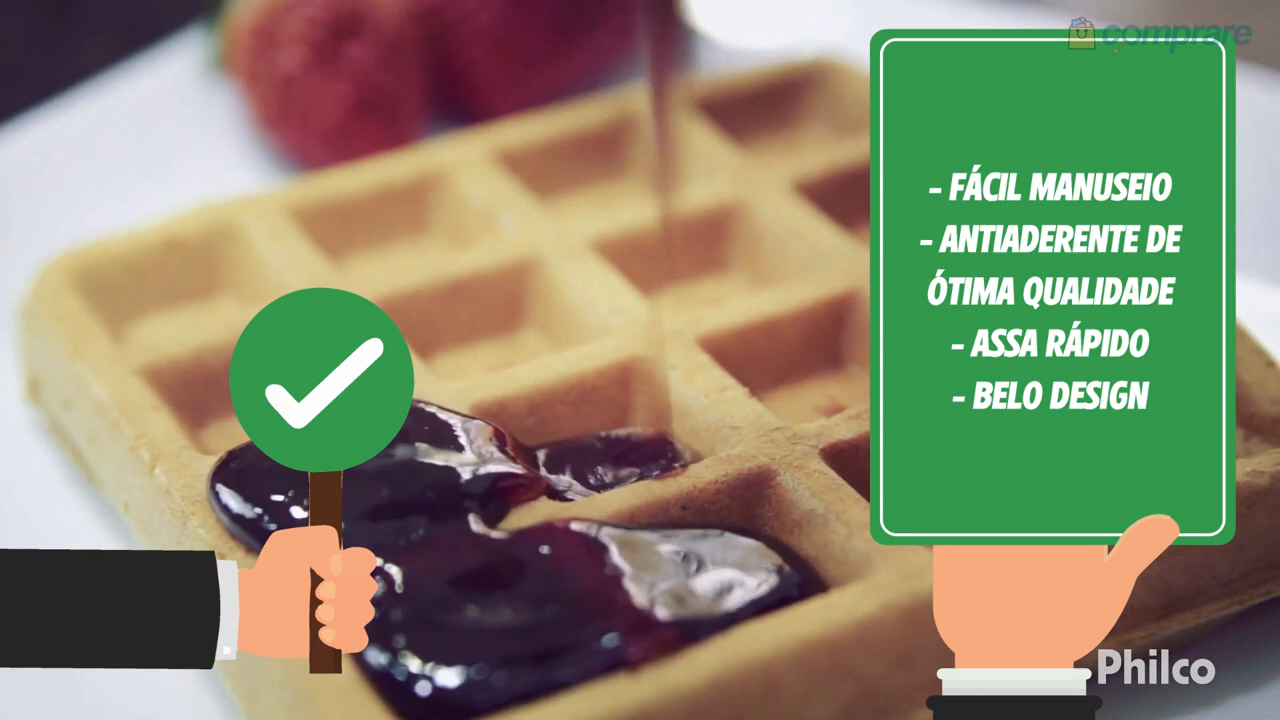 comprare
- FÁCIL MANUSEIO
- ANTIADERENTE DE
ÓTIMA QUALIDADE
- ASSA RÁPIDO
- BELO DESIGN
Philco